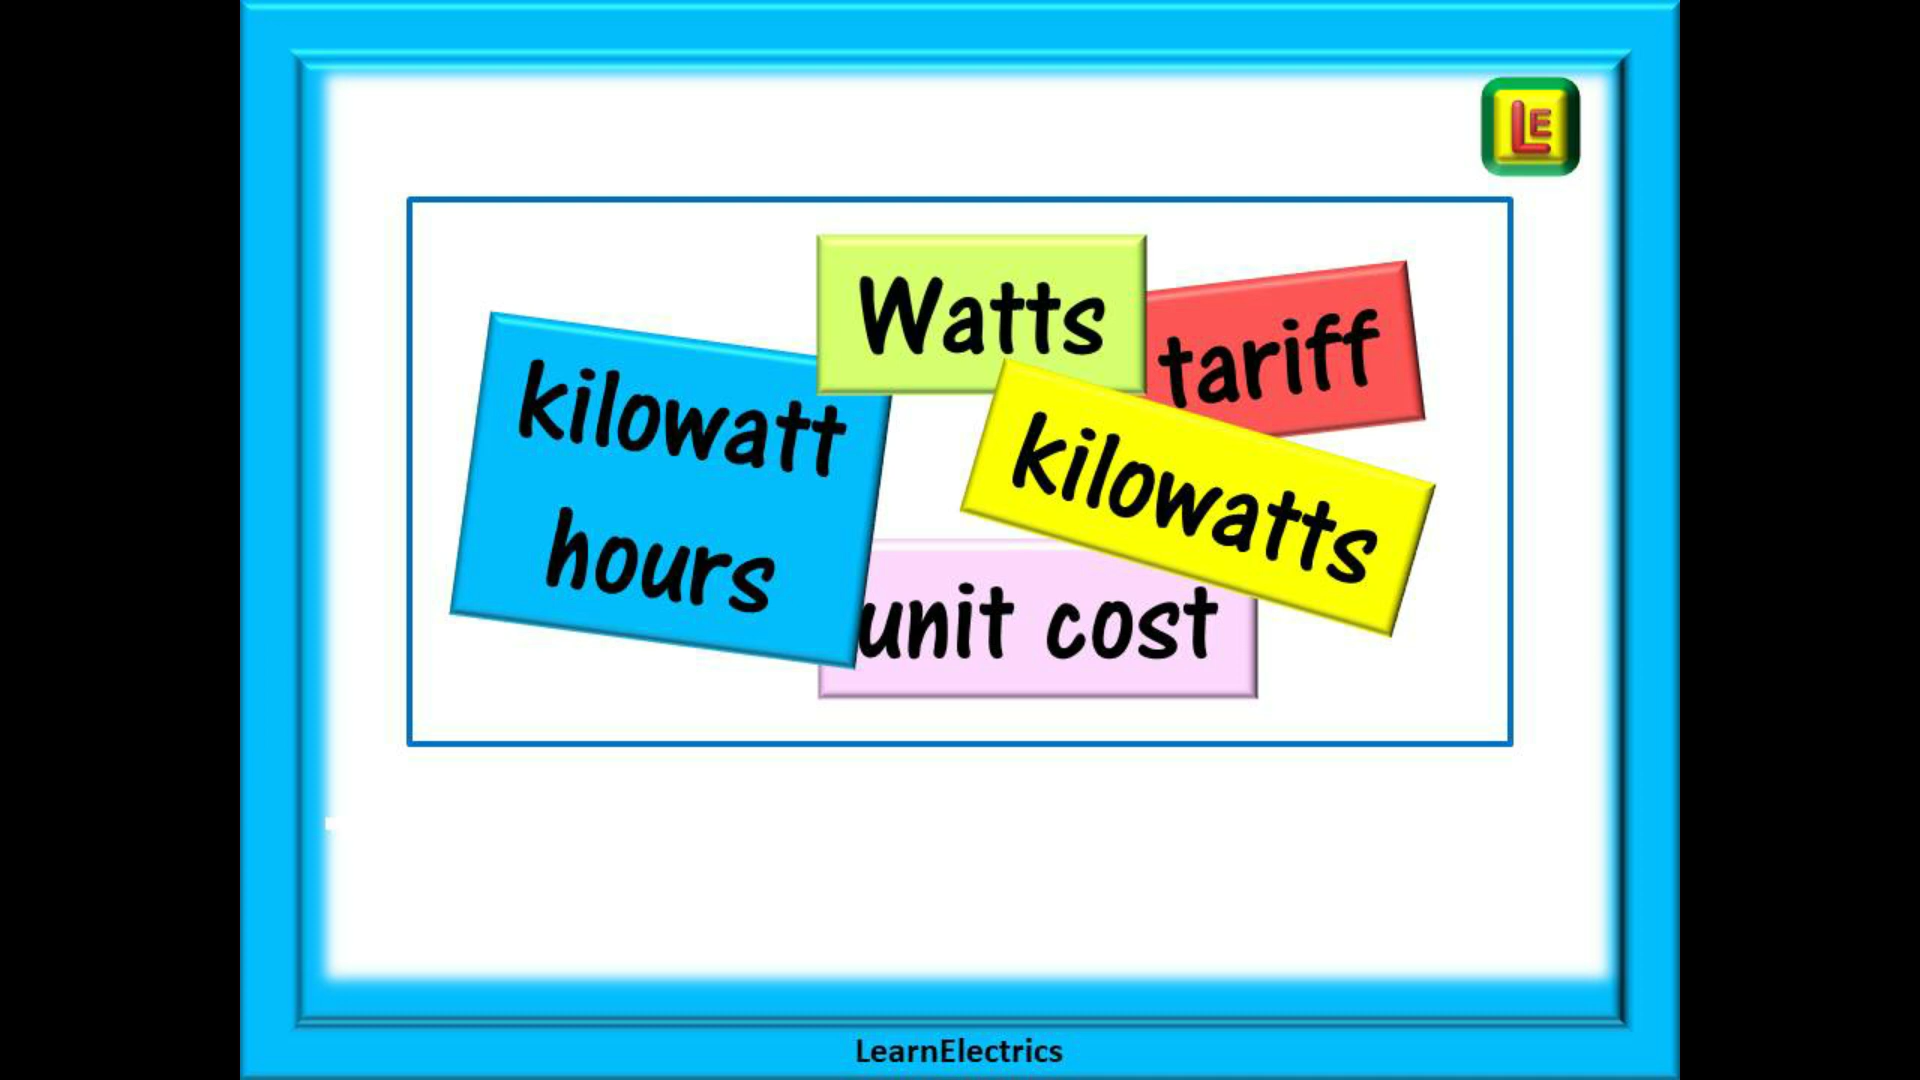 LE
Watts
tariff
kilowatt
hours
kilowatts
unit cost
LearnElectrics